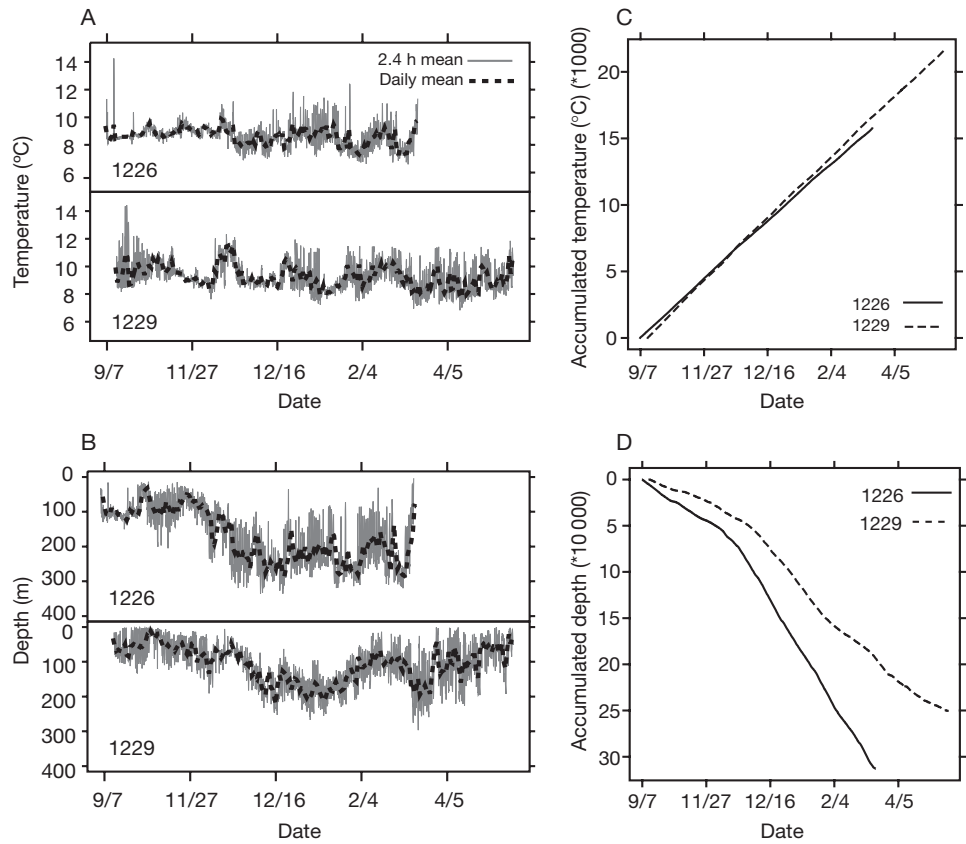 A
Temperature (°C)
14
12
10
8
6
2.4 h mean
Daily mean
1226
14
12
10
8
6
1229
9/7 11/27 12/16 2/4 4/5
Date
B
Depth (m)
0
100
200
300
400
1226
0
100
200
300
400
1229
9/7 11/27 12/16 2/4 4/5
Date
C
Accumulated temperature (°C) (*1000)
20
15
10
5
0
1226
1229
9/7 11/27 12/16 2/4 4/5
Date
D
Accumulated depth (*10 000)
0
5
10
15
20
25
30
1226
1229
9/7 11/27 12/16 2/4 4/5
Date